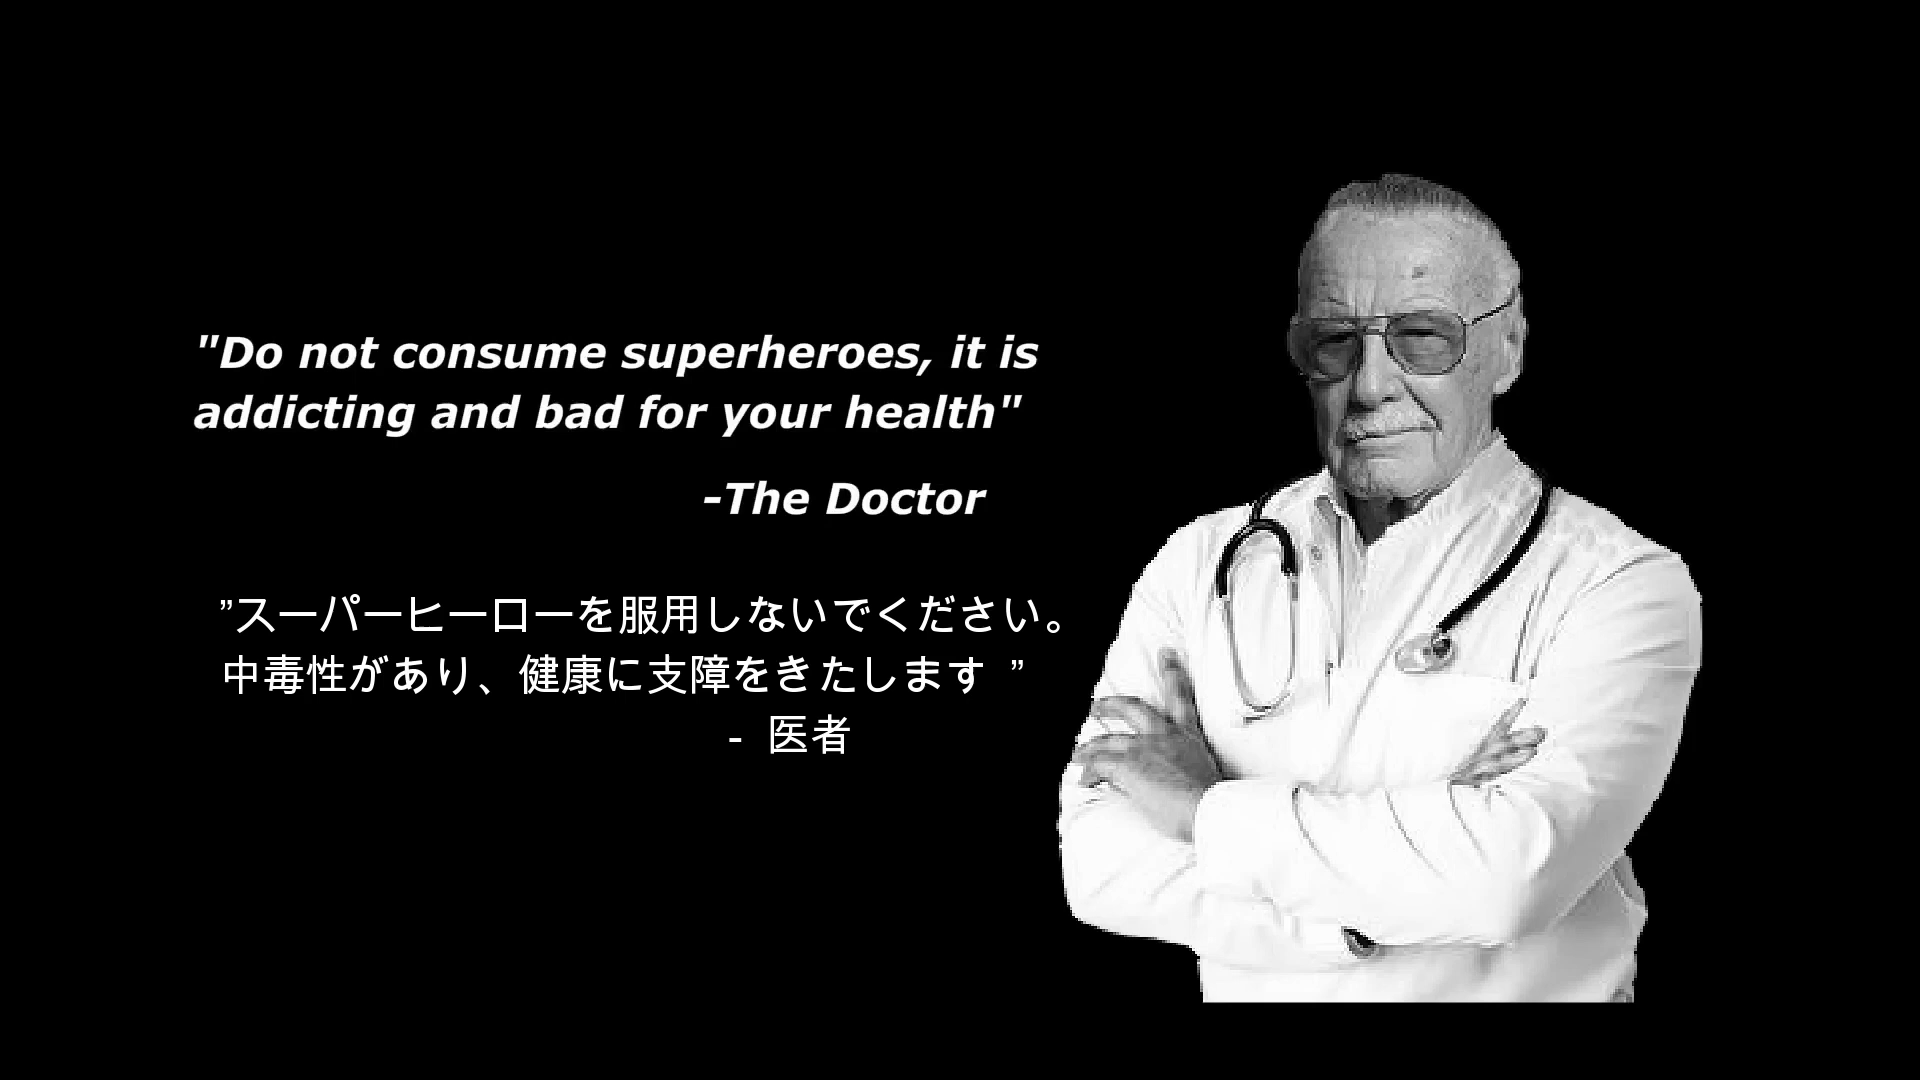 "Do not consume superheroes, it is
addicting and bad for your health"
-The Doctor
”スーパーヒーローを服用しないでください。
中毒性があり、健康に支障をきたします ”
- 医者